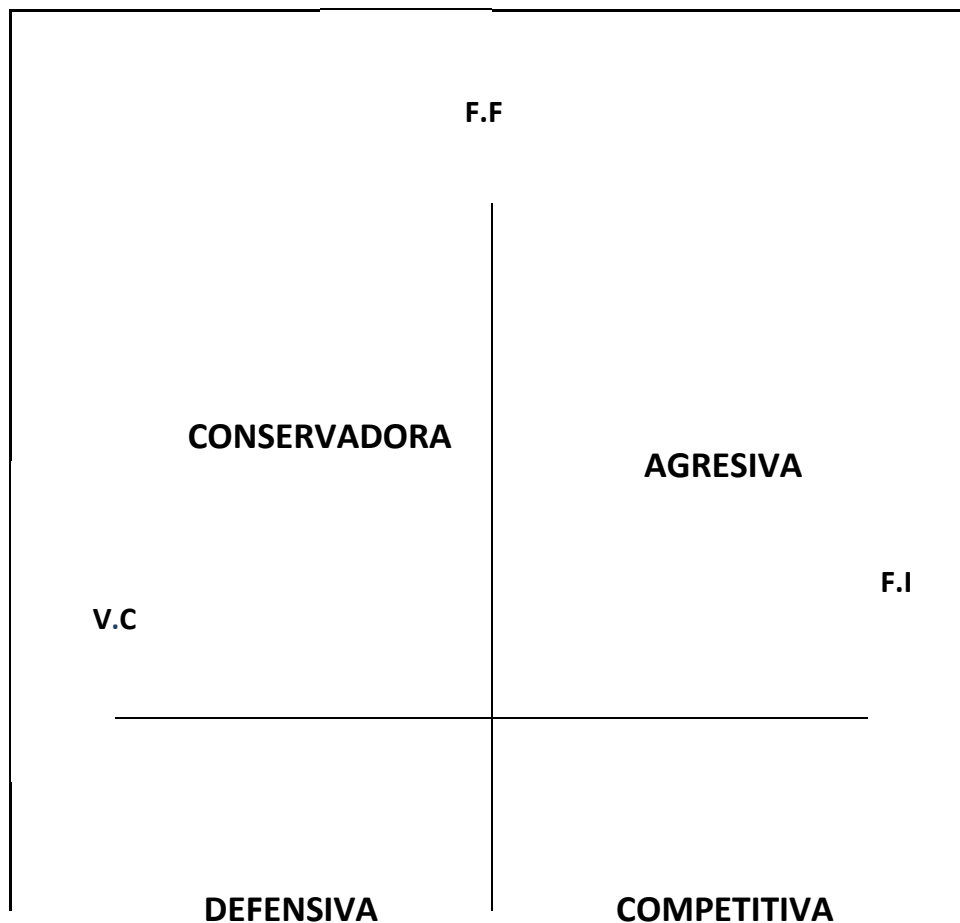 F.F
CONSERVADORA
AGRESIVA
F.I
V.C
DEFENSIVA
COMPETITIVA